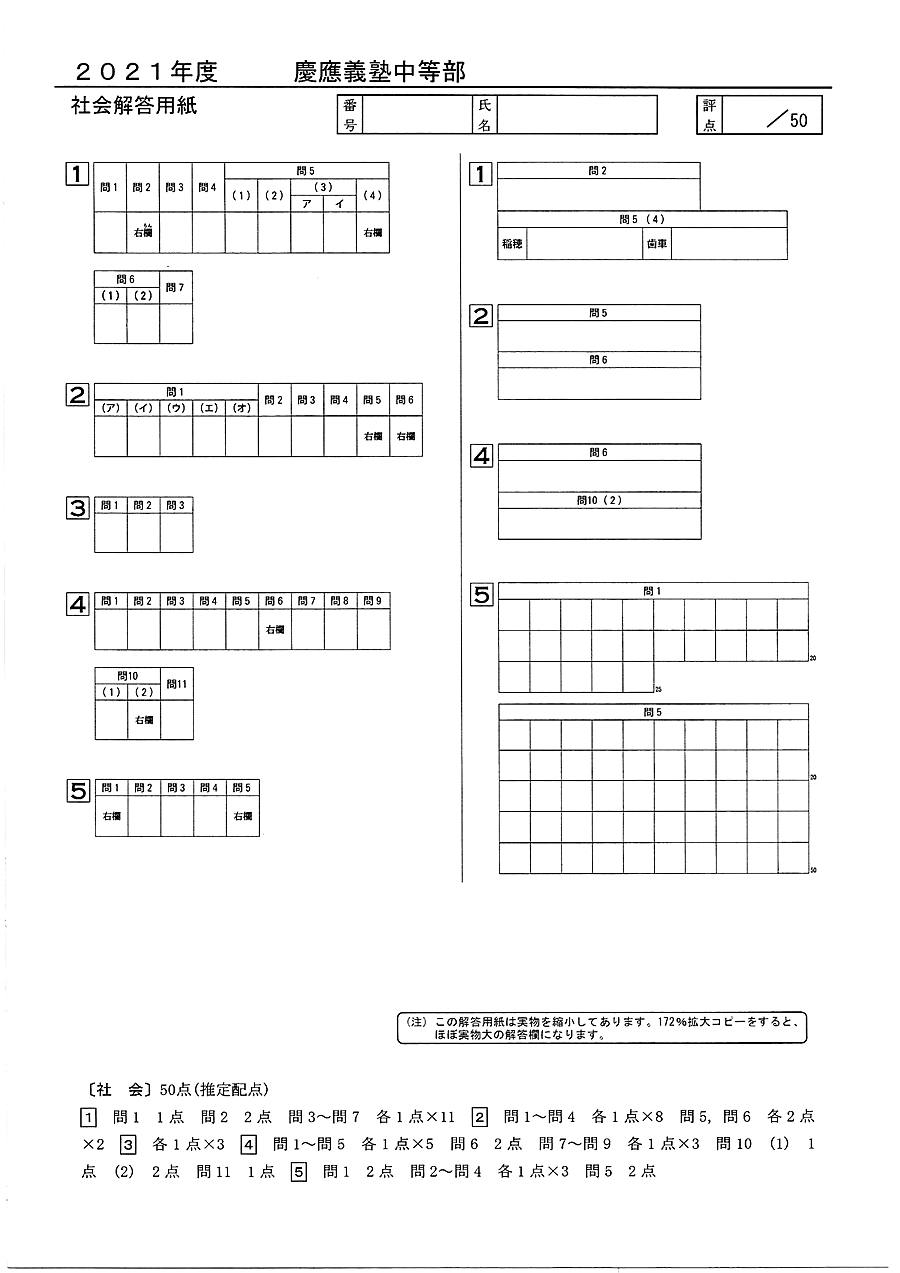 2021年度 慶應義塾中等部
社会解答用紙
番号 氏名 評点 ／50
1
問1 問2 問3 問4 問5
(1) (2) (3) (4)
ア イ
右欄 右欄
らん
問6 問7
(1) (2)
2
問1 問2 問3 問4 問5 問6
(ア) (イ) (ウ) (エ) (オ)
右欄 右欄
3
問1 問2 問3
4
問1 問2 問3 問4 問5 問6 問7 問8 問9
右欄
問10 問11
(1) (2)
右欄
5
問1 問2 問3 問4 問5
右欄 右欄
1
問2
問5 (4)
稲穂 歯車
2
問5
問6
4
問6
問10 (2)
5
問1
20
25
問5
20
50
(注) この解答用紙は実物を縮小してあります。172％拡大コピーをすると、
ほぼ実物大の解答欄になります。
〔社 会〕50点(推定配点)
1 問1 1点 問2 2点 問3～問7 各1点×11 2 問1～問4 各1点×8 問5, 問6 各2点
×2 3 各1点×3 4 問1～問5 各1点×5 問6 2点 問7～問9 各1点×3 問10 (1) 1
点 (2) 2点 問11 1点 5 問1 2点 問2～問4 各1点×3 問5 2点